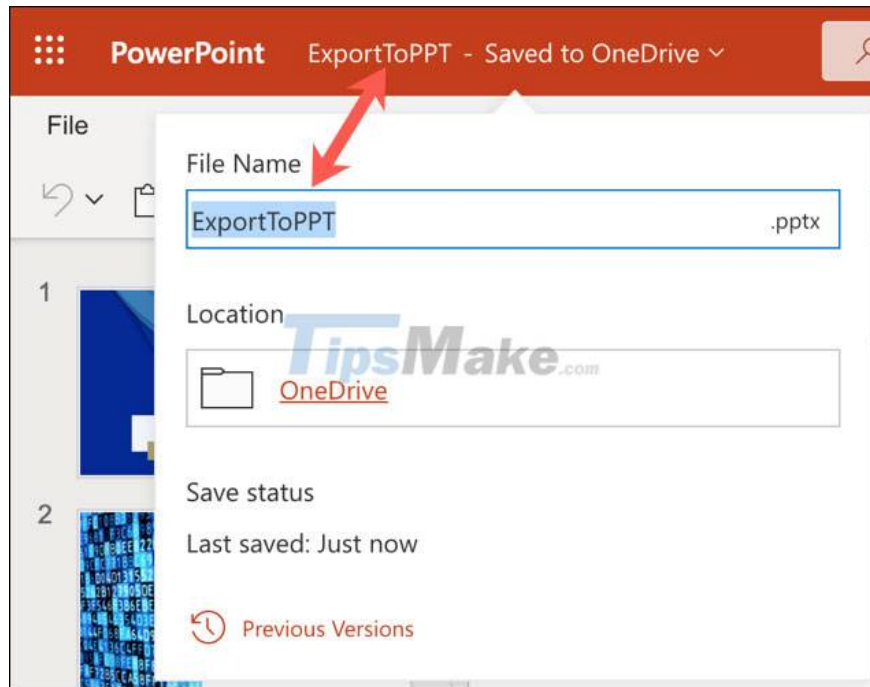 PowerPoint ExportToPPT - Saved to OneDrive
File
File Name
ExportToPPT .pptx
1
Location
TipsMake.com
OneDrive
Save status
2
Last saved: Just now
Previous Versions